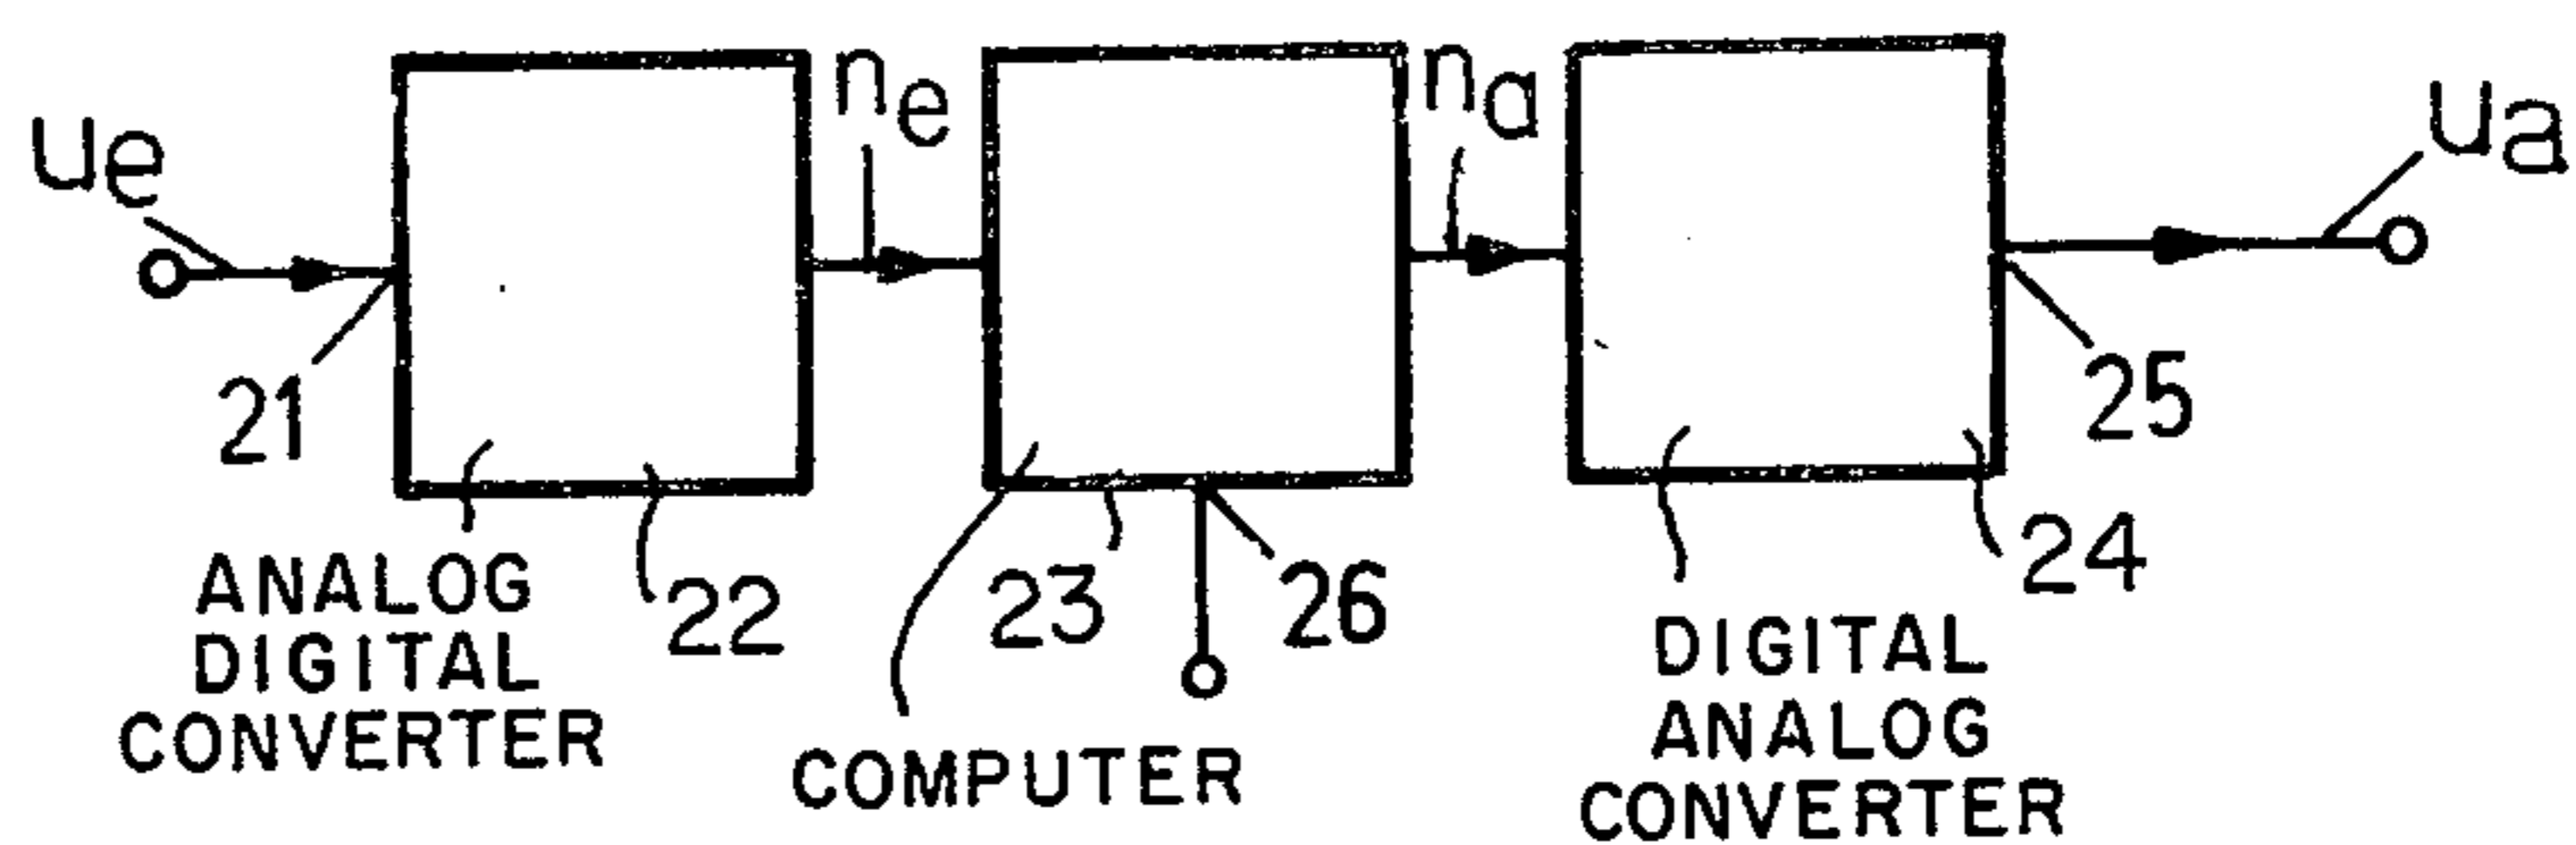 ue
21
ANALOG
DIGITAL
CONVERTER
22
ne
COMPUTER
23
26
na
DIGITAL
ANALOG
CONVERTER
24
25
ua